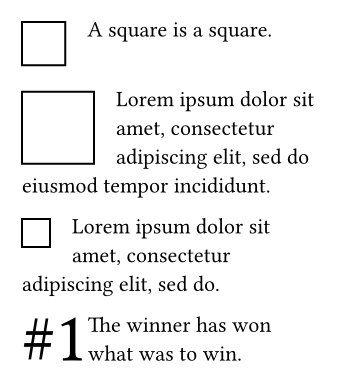 A square is a square.
Lorem ipsum dolor sit
amet, consectetur
adipiscing elit, sed do
eiusmod tempor incididunt.
Lorem ipsum dolor sit
amet, consectetur
adipiscing elit, sed do.
#1 The winner has won
what was to win.